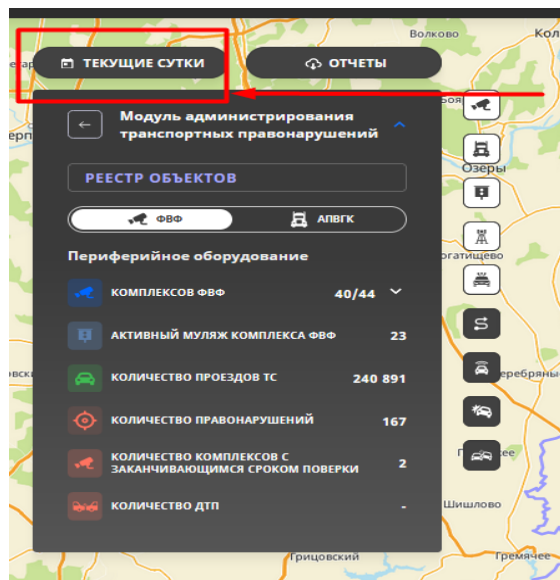 Волково
Кол
ТЕКУЩИЕ СУТКИ
ОТЧЕТЫ
Модуль администрирования
транспортных правонарушений
Озеры
РЕЕСТР ОБЪЕКТОВ
ФВФ
АПВГК
Периферийное оборудование
КОМПЛЕКСОВ ФВФ 40/44
АКТИВНЫЙ МУЛЯЖ КОМПЛЕКСА ФВФ 23
КОЛИЧЕСТВО ПРОЕЗДОВ ТС 240 891
КОЛИЧЕСТВО ПРАВОНАРУШЕНИЙ 167
КОЛИЧЕСТВО КОМПЛЕКСОВ С
ЗАКАНЧИВАЮЩИМСЯ СРОКОМ ПОВЕРКИ 2
КОЛИЧЕСТВО ДТП -
Шишлово
Грицовский
Гремячее